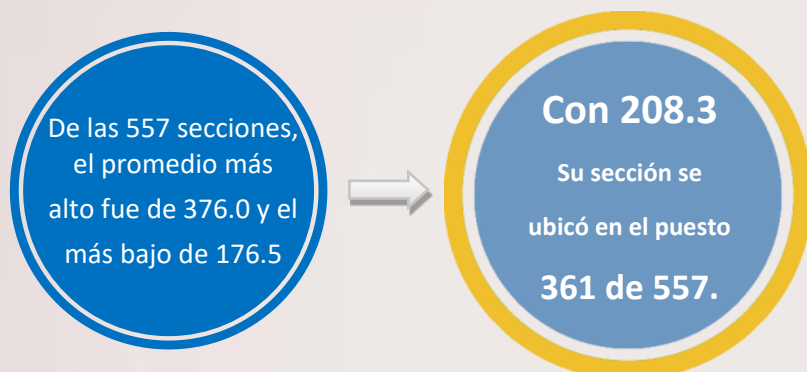 De las 557 secciones,
el promedio más
alto fue de 376.0 y el
más bajo de 176.5
Con 208.3
Su sección se
ubicó en el puesto
361 de 557.